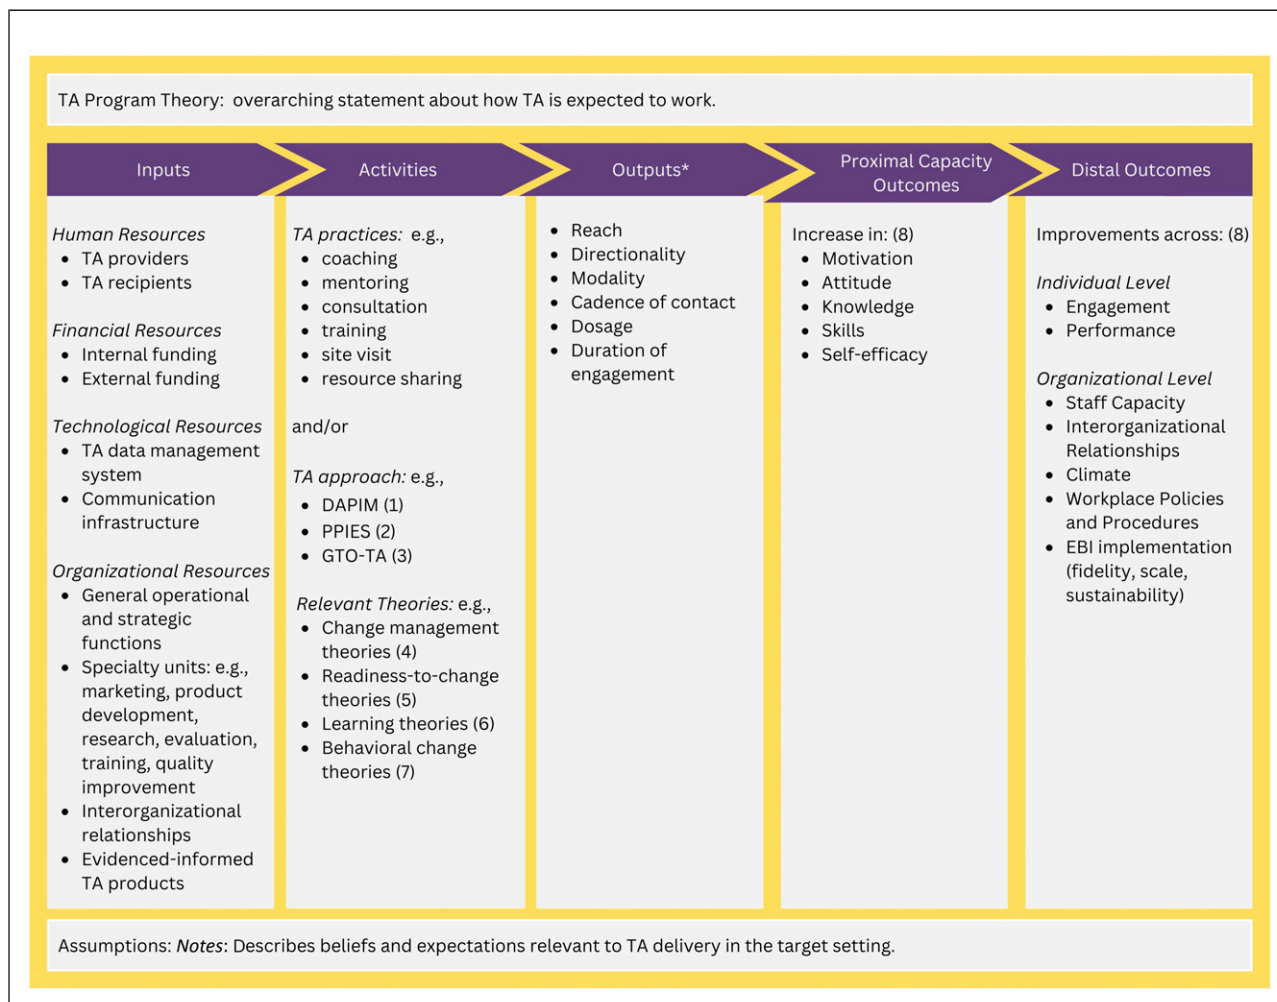 TA Program Theory:  overarching statement about how TA is expected to work.
Inputs
Human Resources
• TA providers
• TA recipients
Financial Resources
• Internal funding
• External funding
Technological Resources
• TA data management
system
• Communication
infrastructure
Organizational Resources
• General operational
and strategic
functions
• Specialty units: e.g.,
marketing, product
development,
research, evaluation,
training, quality
improvement
• Interorganizational
relationships
• Evidenced-informed
TA products
Activities
TA practices:  e.g.,
• coaching
• mentoring
• consultation
• training
• site visit
• resource sharing
and/or
TA approach: e.g.,
• DAPIM (1)
• PPIES (2)
• GTO-TA (3)
Relevant Theories: e.g.,
• Change management
theories (4)
• Readiness-to-change
theories (5)
• Learning theories (6)
• Behavioral change
theories (7)
Outputs*
• Reach
• Directionality
• Modality
• Cadence of contact
• Dosage
• Duration of
engagement
Proximal Capacity
Outcomes
Increase in: (8)
• Motivation
• Attitude
• Knowledge
• Skills
• Self-efficacy
Distal Outcomes
Improvements across: (8)
Individual Level
• Engagement
• Performance
Organizational Level
• Staff Capacity
• Interorganizational
Relationships
• Climate
• Workplace Policies
and Procedures
• EBI implementation
(fidelity, scale,
sustainability)
Assumptions: Notes: Describes beliefs and expectations relevant to TA delivery in the target setting.